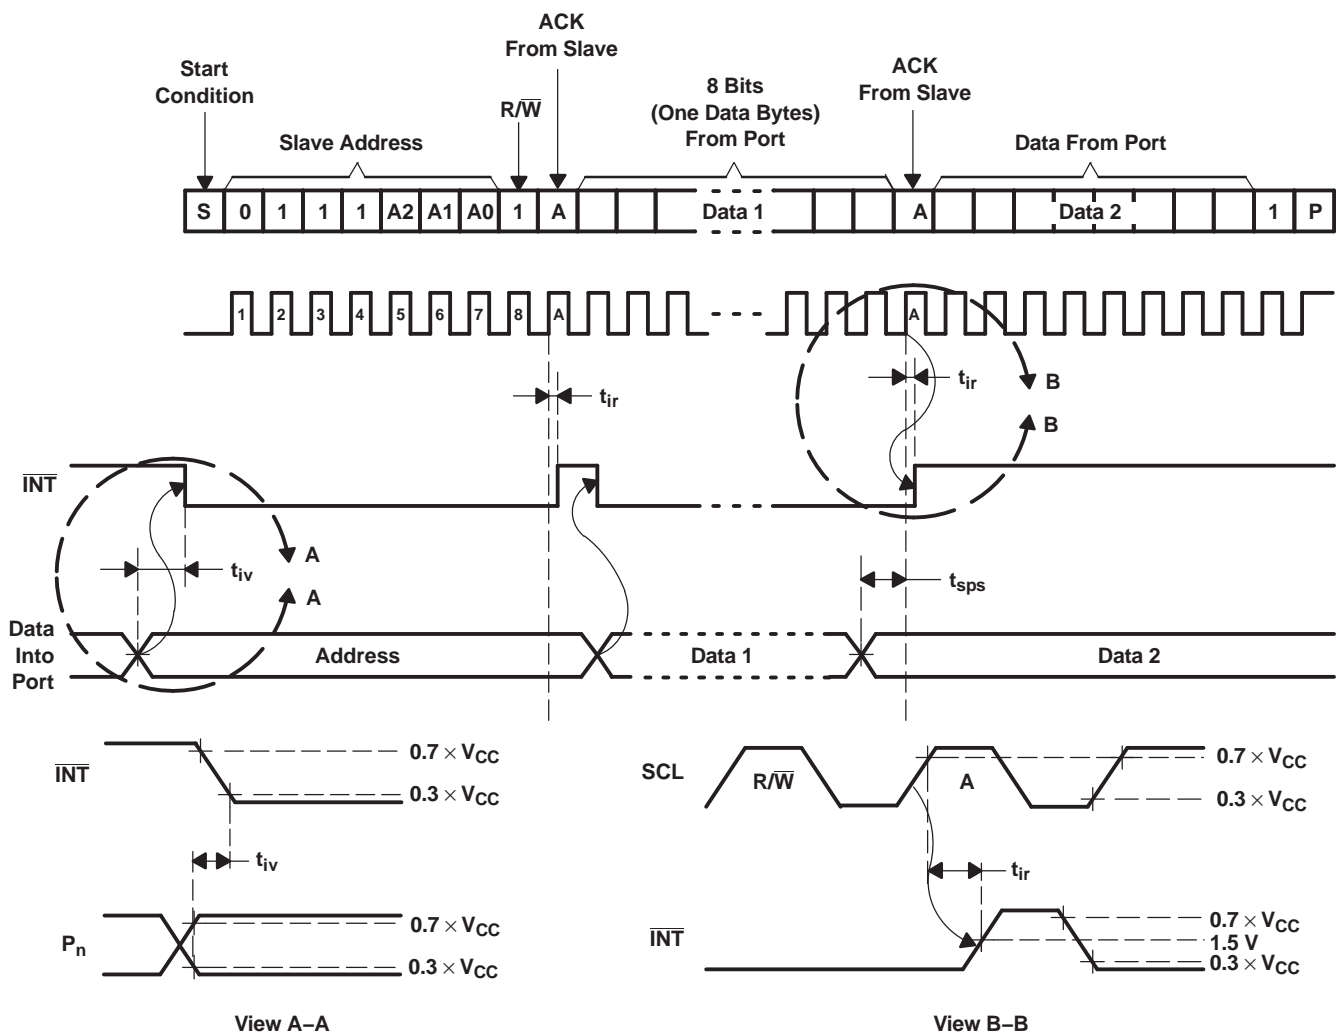 ACK
From Slave
Start
Condition
R/W̅
8 Bits
(One Data Bytes)
From Port
ACK
From Slave
Slave Address
Data From Port
S 0 1 1 1 A2 A1 A0 1 A Data 1 A Data 2 1 P
1 2 3 4 5 6 7 8 A A
t_ir
t_ir
B
B
I̅N̅T̅
t_iv
A
A
t_sps
Data
Into
Port
Address
Data 1
Data 2
I̅N̅T̅
0.7 × V_CC
0.3 × V_CC
t_iv
P_n
0.7 × V_CC
0.3 × V_CC
View A–A
SCL
R/W̅
A
0.7 × V_CC
0.3 × V_CC
t_ir
I̅N̅T̅
0.7 × V_CC
1.5 V
0.3 × V_CC
View B–B